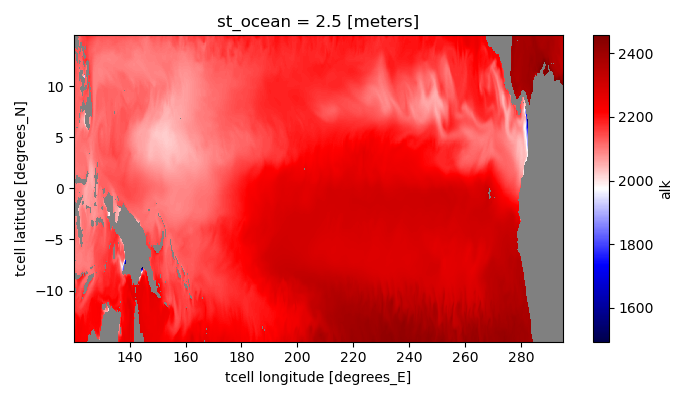 st_ocean = 2.5 [meters]
tcell latitude [degrees_N]
10
5
0
−5
−10
140 160 180 200 220 240 260 280
tcell longitude [degrees_E]
2400
2200
2000
1800
1600
alk